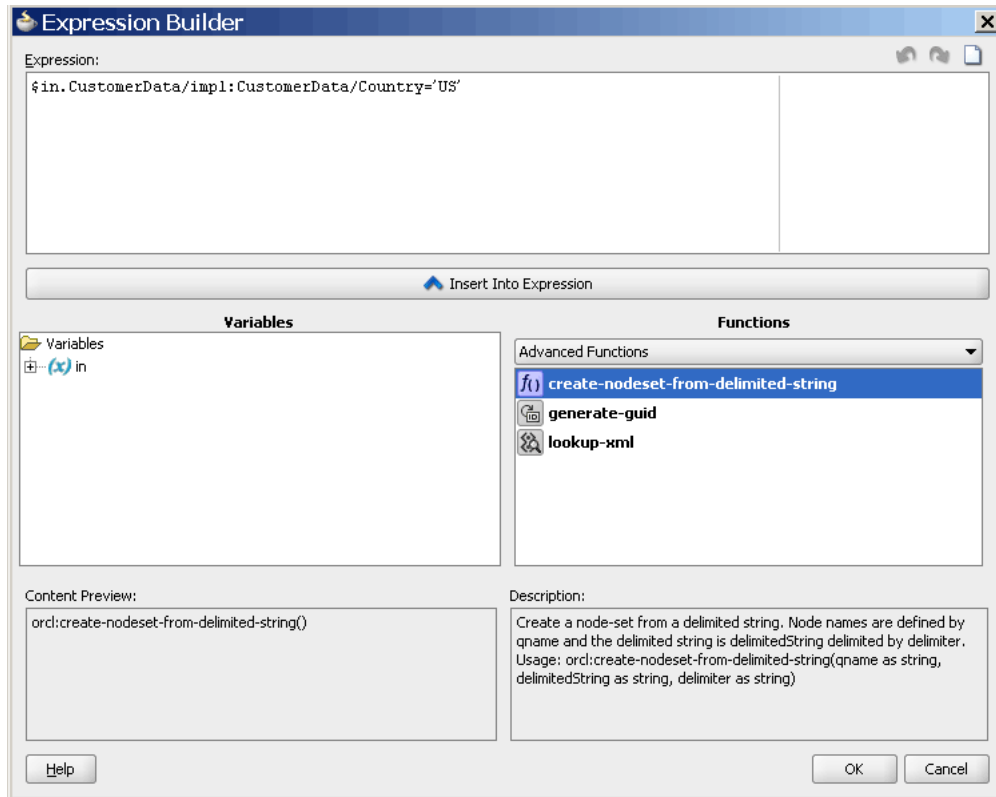 Expression Builder
Expression:
$in.CustomerData/impl:CustomerData/Country='US'
Insert Into Expression
Variables
Variables
(x) in
Functions
Advanced Functions
f() create-nodeset-from-delimited-string
ID generate-guid
lookup-xml
Content Preview:
orcl:create-nodeset-from-delimited-string()
Description:
Create a node-set from a delimited string. Node names are defined by
qname and the delimited string is delimitedString delimited by delimiter.
Usage: orcl:create-nodeset-from-delimited-string(qname as string,
delimitedString as string, delimiter as string)
Help
OK
Cancel